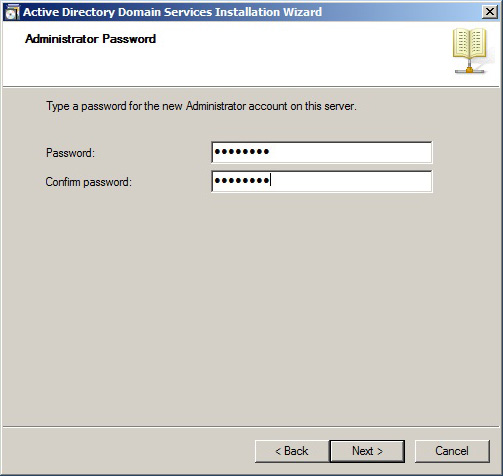 Active Directory Domain Services Installation Wizard
Administrator Password
Type a password for the new Administrator account on this server.
Password: ••••••••
Confirm password: ••••••••
< Back Next > Cancel